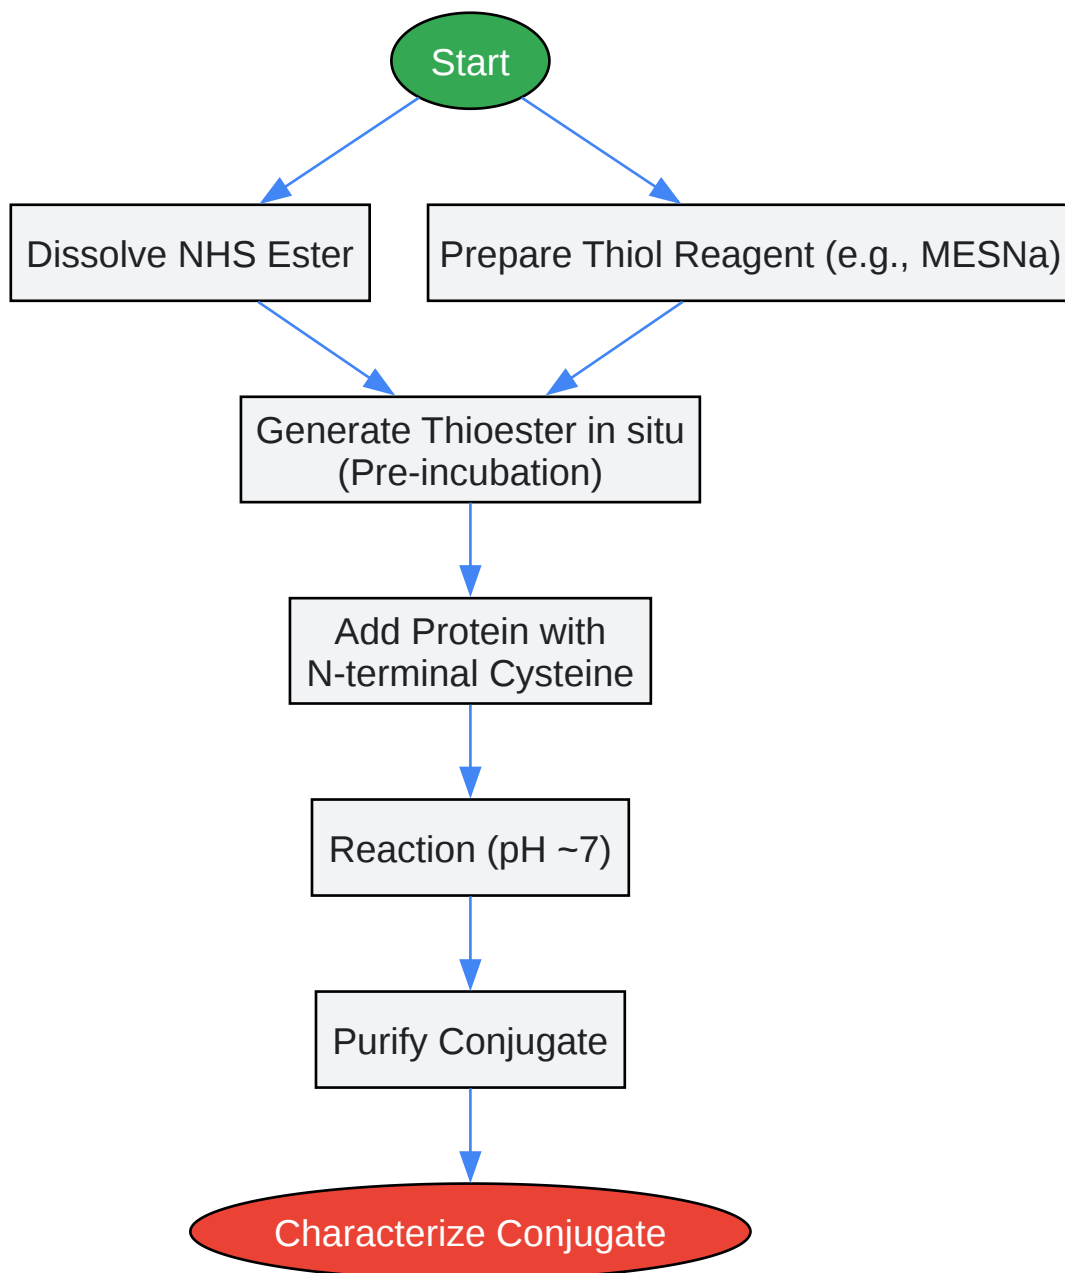 Start
Dissolve NHS Ester
Prepare Thiol Reagent (e.g., MESNa)
Generate Thioester in situ
(Pre-incubation)
Add Protein with
N-terminal Cysteine
Reaction (pH ~7)
Purify Conjugate
Characterize Conjugate